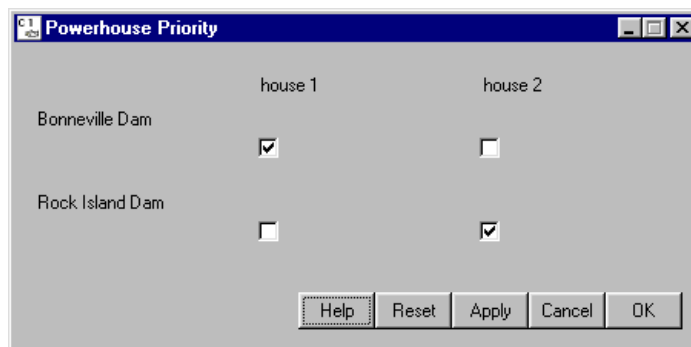 Powerhouse Priority
house 1 house 2
Bonneville Dam
Rock Island Dam
Help Reset Apply Cancel OK